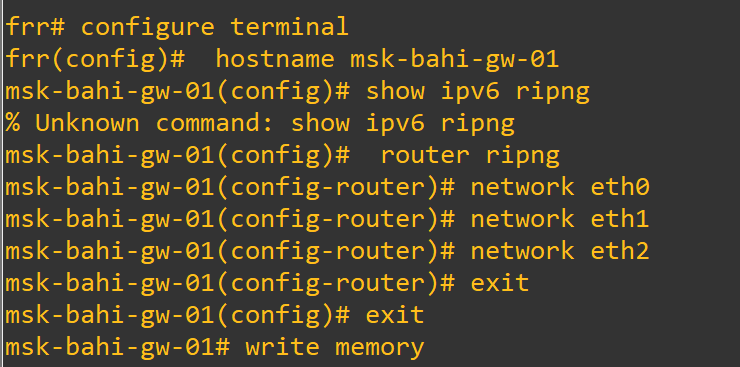 frr# configure terminal
frr(config)#  hostname msk-bahi-gw-01
msk-bahi-gw-01(config)# show ipv6 ripng
% Unknown command: show ipv6 ripng
msk-bahi-gw-01(config)#  router ripng
msk-bahi-gw-01(config-router)# network eth0
msk-bahi-gw-01(config-router)# network eth1
msk-bahi-gw-01(config-router)# network eth2
msk-bahi-gw-01(config-router)# exit
msk-bahi-gw-01(config)# exit
msk-bahi-gw-01# write memory